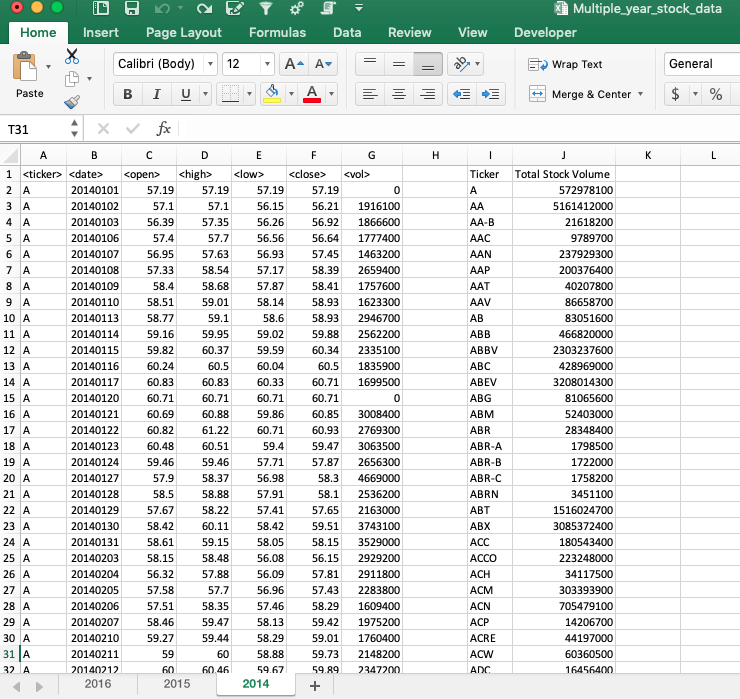 Multiple_year_stock_data
Home Insert Page Layout Formulas Data Review View Developer
Calibri (Body) 12 A A Wrap Text General
Paste B I U A Merge & Center $ %
T31 fx
A B C D E F G H I J K L
1 <ticker> <date> <open> <high> <low> <close> <vol> Ticker Total Stock Volume
2 A 20140101 57.19 57.19 57.19 57.19 0 A 572978100
3 A 20140102 57.1 57.1 56.15 56.21 1916100 AA 5161412000
4 A 20140103 56.39 57.35 56.26 56.92 1866600 AA-B 21618200
5 A 20140106 57.4 57.7 56.56 56.64 1777400 AAC 9789700
6 A 20140107 56.95 57.63 56.93 57.45 1463200 AAN 237929300
7 A 20140108 57.33 58.54 57.17 58.39 2659400 AAP 200376400
8 A 20140109 58.4 58.68 57.87 58.41 1757600 AAT 40207800
9 A 20140110 58.51 59.01 58.14 58.93 1623300 AAV 86658700
10 A 20140113 58.77 59.1 58.6 58.93 2946700 AB 83051600
11 A 20140114 59.16 59.95 59.02 59.88 2562200 ABB 466820000
12 A 20140115 59.82 60.37 59.59 60.34 2335100 ABBV 2303237600
13 A 20140116 60.24 60.5 60.04 60.5 1835900 ABC 428969000
14 A 20140117 60.83 60.83 60.33 60.71 1699500 ABEV 3208014300
15 A 20140120 60.71 60.71 60.71 60.71 0 ABG 81065600
16 A 20140121 60.69 60.88 59.86 60.85 3008400 ABM 52403000
17 A 20140122 60.82 61.22 60.71 60.93 2769300 ABR 28348400
18 A 20140123 60.48 60.51 59.4 59.47 3063500 ABR-A 1798500
19 A 20140124 59.46 59.46 57.71 57.87 2656300 ABR-B 1722000
20 A 20140127 57.9 58.37 56.98 58.3 4669000 ABR-C 1758200
21 A 20140128 58.5 58.88 57.91 58.1 2536200 ABRN 3451100
22 A 20140129 57.67 58.22 57.41 57.65 2163000 ABT 1516024700
23 A 20140130 58.42 60.11 58.42 59.51 3743100 ABX 3085372400
24 A 20140131 58.61 59.15 58.05 58.15 3529000 ACC 180543400
25 A 20140203 58.15 58.48 56.08 56.15 2929200 ACCO 223248000
26 A 20140204 56.32 57.88 56.09 57.81 2911800 ACH 34117500
27 A 20140205 57.58 57.7 56.96 57.43 2283800 ACM 303393900
28 A 20140206 57.51 58.35 57.46 58.29 1609400 ACN 705479100
29 A 20140207 58.46 59.47 58.13 59.42 1975200 ACP 14206700
30 A 20140210 59.27 59.44 58.29 59.01 1760400 ACRE 44197000
31 A 20140211 59 60 58.88 59.73 2148200 ACW 60360500
32 A 20140212 60 60.46 59.67 59.89 2347200 ADC 16456400
2016 2015 2014